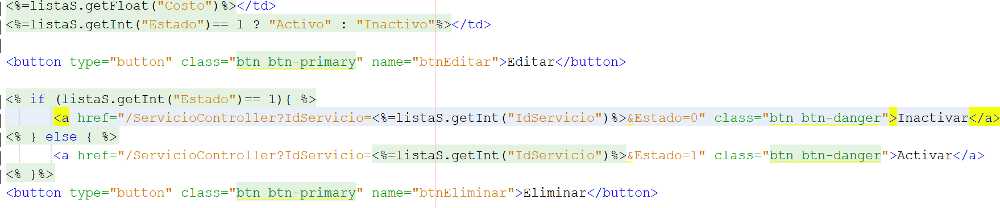 <%=listaS.getFloat("Costo")%></td>
<%=listaS.getInt("Estado")== 1 ? "Activo" : "Inactivo"%></td>
<button type="button" class="btn btn-primary" name="btnEditar">Editar</button>
<% if (listaS.getInt("Estado")== 1){ %>
<a href="/ServicioController?IdServicio=<%=listaS.getInt("IdServicio")%>&Estado=0" class="btn btn-danger">Inactivar</a>
<% } else { %>
<a href="/ServicioController?IdServicio=<%=listaS.getInt("IdServicio")%>&Estado=1" class="btn btn-danger">Activar</a>
<% }%>
<button type="button" class="btn btn-primary" name="btnEliminar">Eliminar</button>